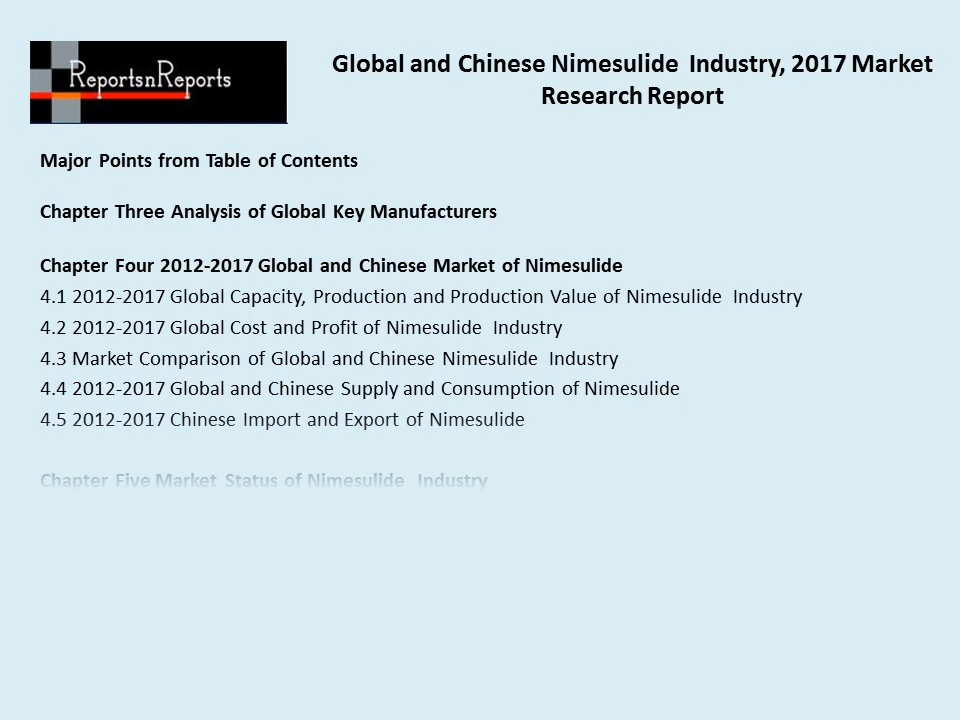 ReportsnReports
Global and Chinese Nimesulide Industry, 2017 Market
Research Report
Major Points from Table of Contents
Chapter Three Analysis of Global Key Manufacturers
Chapter Four 2012-2017 Global and Chinese Market of Nimesulide
4.1 2012-2017 Global Capacity, Production and Production Value of Nimesulide Industry
4.2 2012-2017 Global Cost and Profit of Nimesulide Industry
4.3 Market Comparison of Global and Chinese Nimesulide Industry
4.4 2012-2017 Global and Chinese Supply and Consumption of Nimesulide
4.5 2012-2017 Chinese Import and Export of Nimesulide
Chapter Five Market Status of Nimesulide Industry